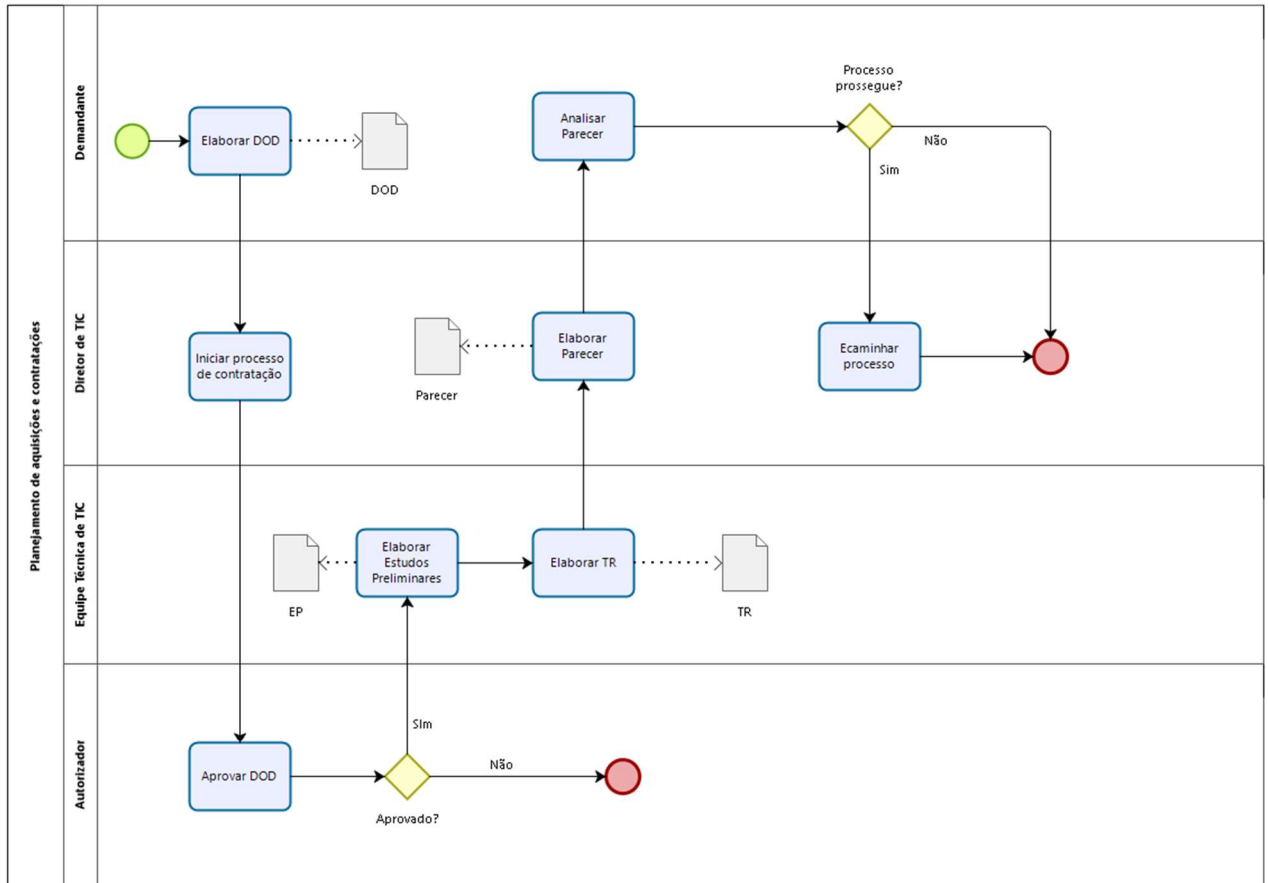 Planejamento de aquisições e contratações
Demandante
Elaborar DOD
DOD
Analisar
Parecer
Processo
prossegue?
Não
Sim
Diretor de TIC
Iniciar processo
de contratação
Parecer
Elaborar
Parecer
Ecaminhar
processo
Equipe Técnica de TIC
EP
Elaborar
Estudos
Preliminares
Elaborar TR
TR
Autorizador
Aprovar DOD
SIm
Aprovado?
Não